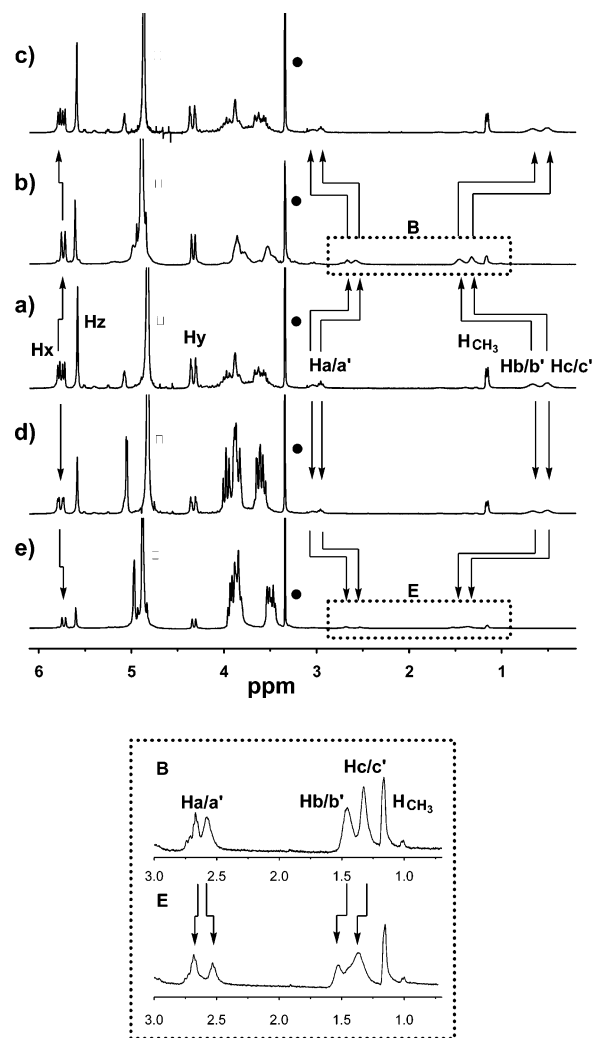 c)
b)
B
a)
Hx
Hz
Hy
Ha/a'
HCH3
Hb/b' Hc/c'
d)
e)
E
6 5 4 3 2 1
ppm
B
Ha/a'
Hb/b'
Hc/c'
HCH3
3.0 2.5 2.0 1.5 1.0
E
3.0 2.5 2.0 1.5 1.0